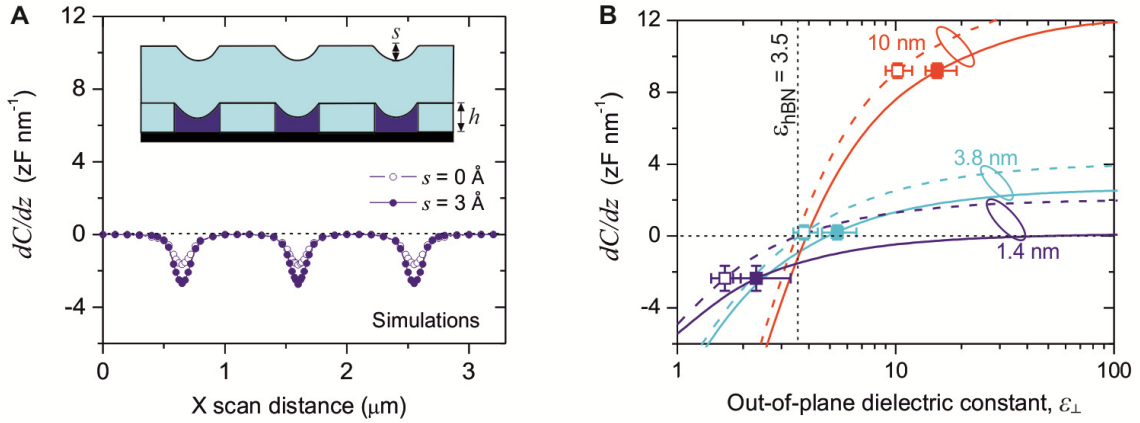 A
12
8
4
0
-4
dC/dz (zF nm⁻¹)
s
h
s = 0 Å
s = 3 Å
Simulations
0
1
2
3
X scan distance (μm)
B
12
8
4
0
-4
dC/dz (zF nm⁻¹)
ε_hBN = 3.5
10 nm
3.8 nm
1.4 nm
1
10
100
Out-of-plane dielectric constant, ε⊥